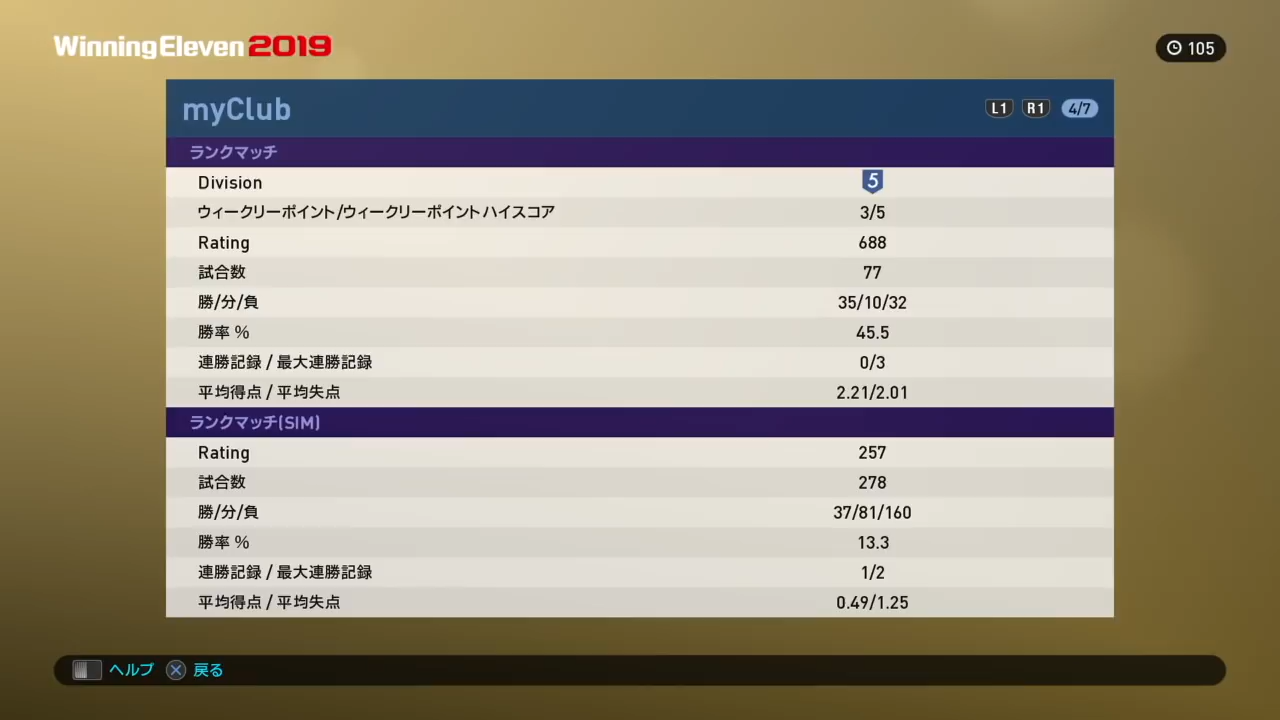 Winning Eleven 2019
105
myClub
L1 R1 4/7
ランクマッチ
Division 5
ウィークリーポイント/ウィークリーポイントハイスコア 3/5
Rating 688
試合数 77
勝/分/負 35/10/32
勝率 % 45.5
連勝記録 / 最大連勝記録 0/3
平均得点 / 平均失点 2.21/2.01
ランクマッチ(SIM)
Rating 257
試合数 278
勝/分/負 37/81/160
勝率 % 13.3
連勝記録 / 最大連勝記録 1/2
平均得点 / 平均失点 0.49/1.25
ヘルプ 戻る